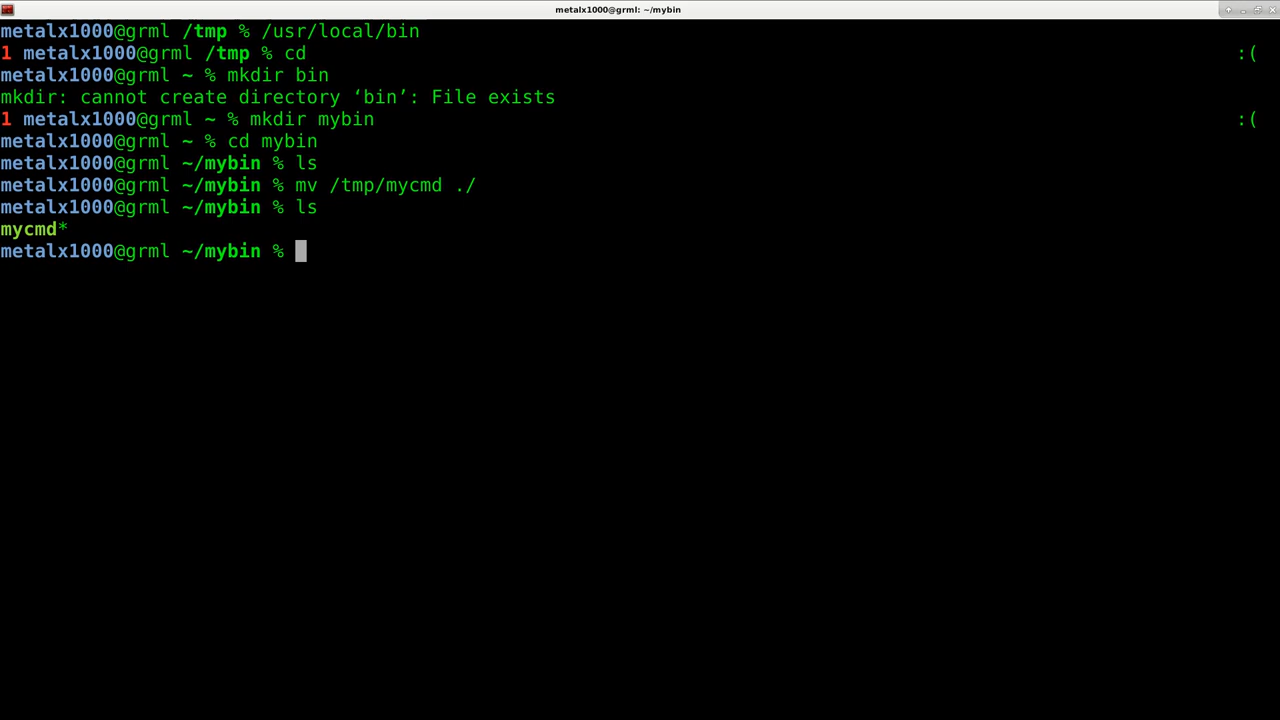 metalx1000@grml: ~/mybin
metalx1000@grml /tmp % /usr/local/bin
1 metalx1000@grml /tmp % cd :(
metalx1000@grml ~ % mkdir bin
mkdir: cannot create directory ‘bin’: File exists
1 metalx1000@grml ~ % mkdir mybin :(
metalx1000@grml ~ % cd mybin
metalx1000@grml ~/mybin % ls
metalx1000@grml ~/mybin % mv /tmp/mycmd ./
metalx1000@grml ~/mybin % ls
mycmd*
metalx1000@grml ~/mybin %